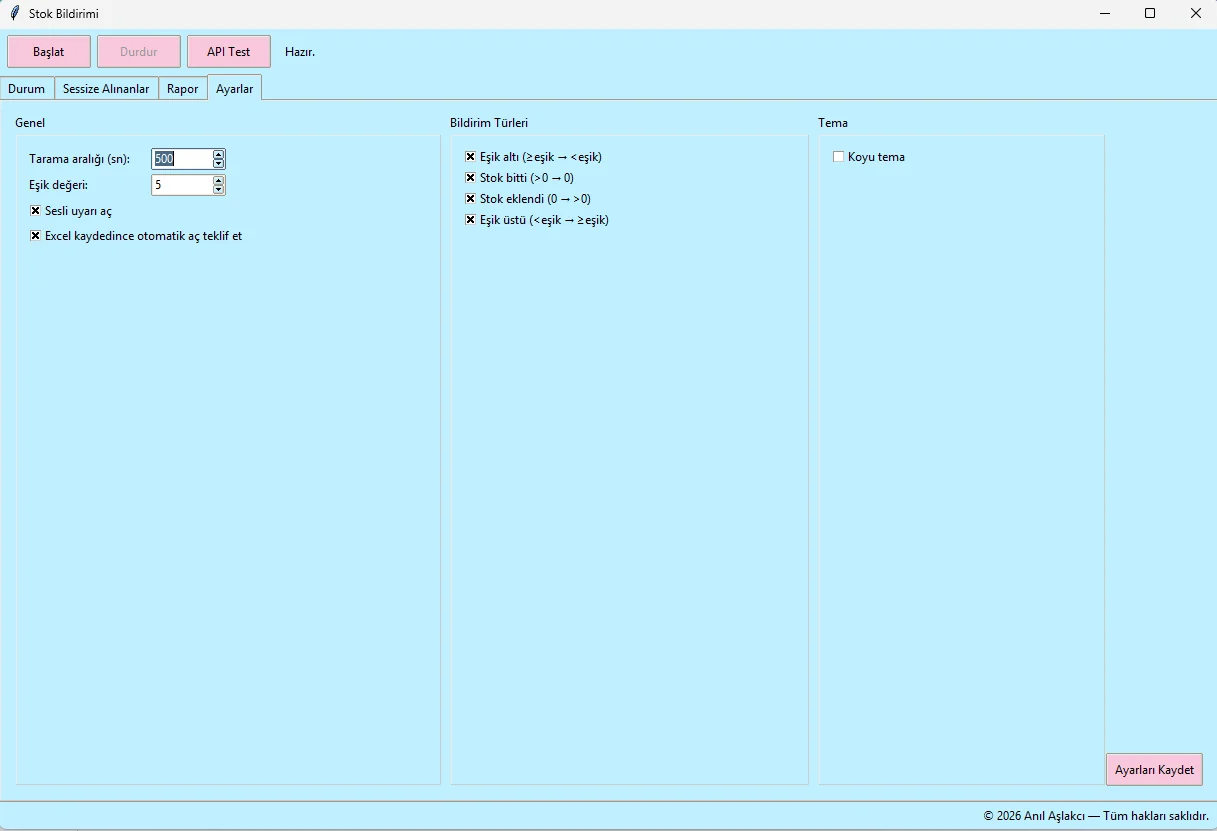 Stok Bildirimi
Başlat Durdur API Test Hazır.
Durum Sessize Alınanlar Rapor Ayarlar
Genel
Tarama aralığı (sn): 500
Eşik değeri: 5
Sesli uyarı aç
Excel kaydedince otomatik aç teklif et
Bildirim Türleri
Eşik altı (≥eşik → <eşik)
Stok bitti (>0 → 0)
Stok eklendi (0 → >0)
Eşik üstü (<eşik → ≥eşik)
Tema
Koyu tema
Ayarları Kaydet
© 2026 Anıl Aşlakcı — Tüm hakları saklıdır.